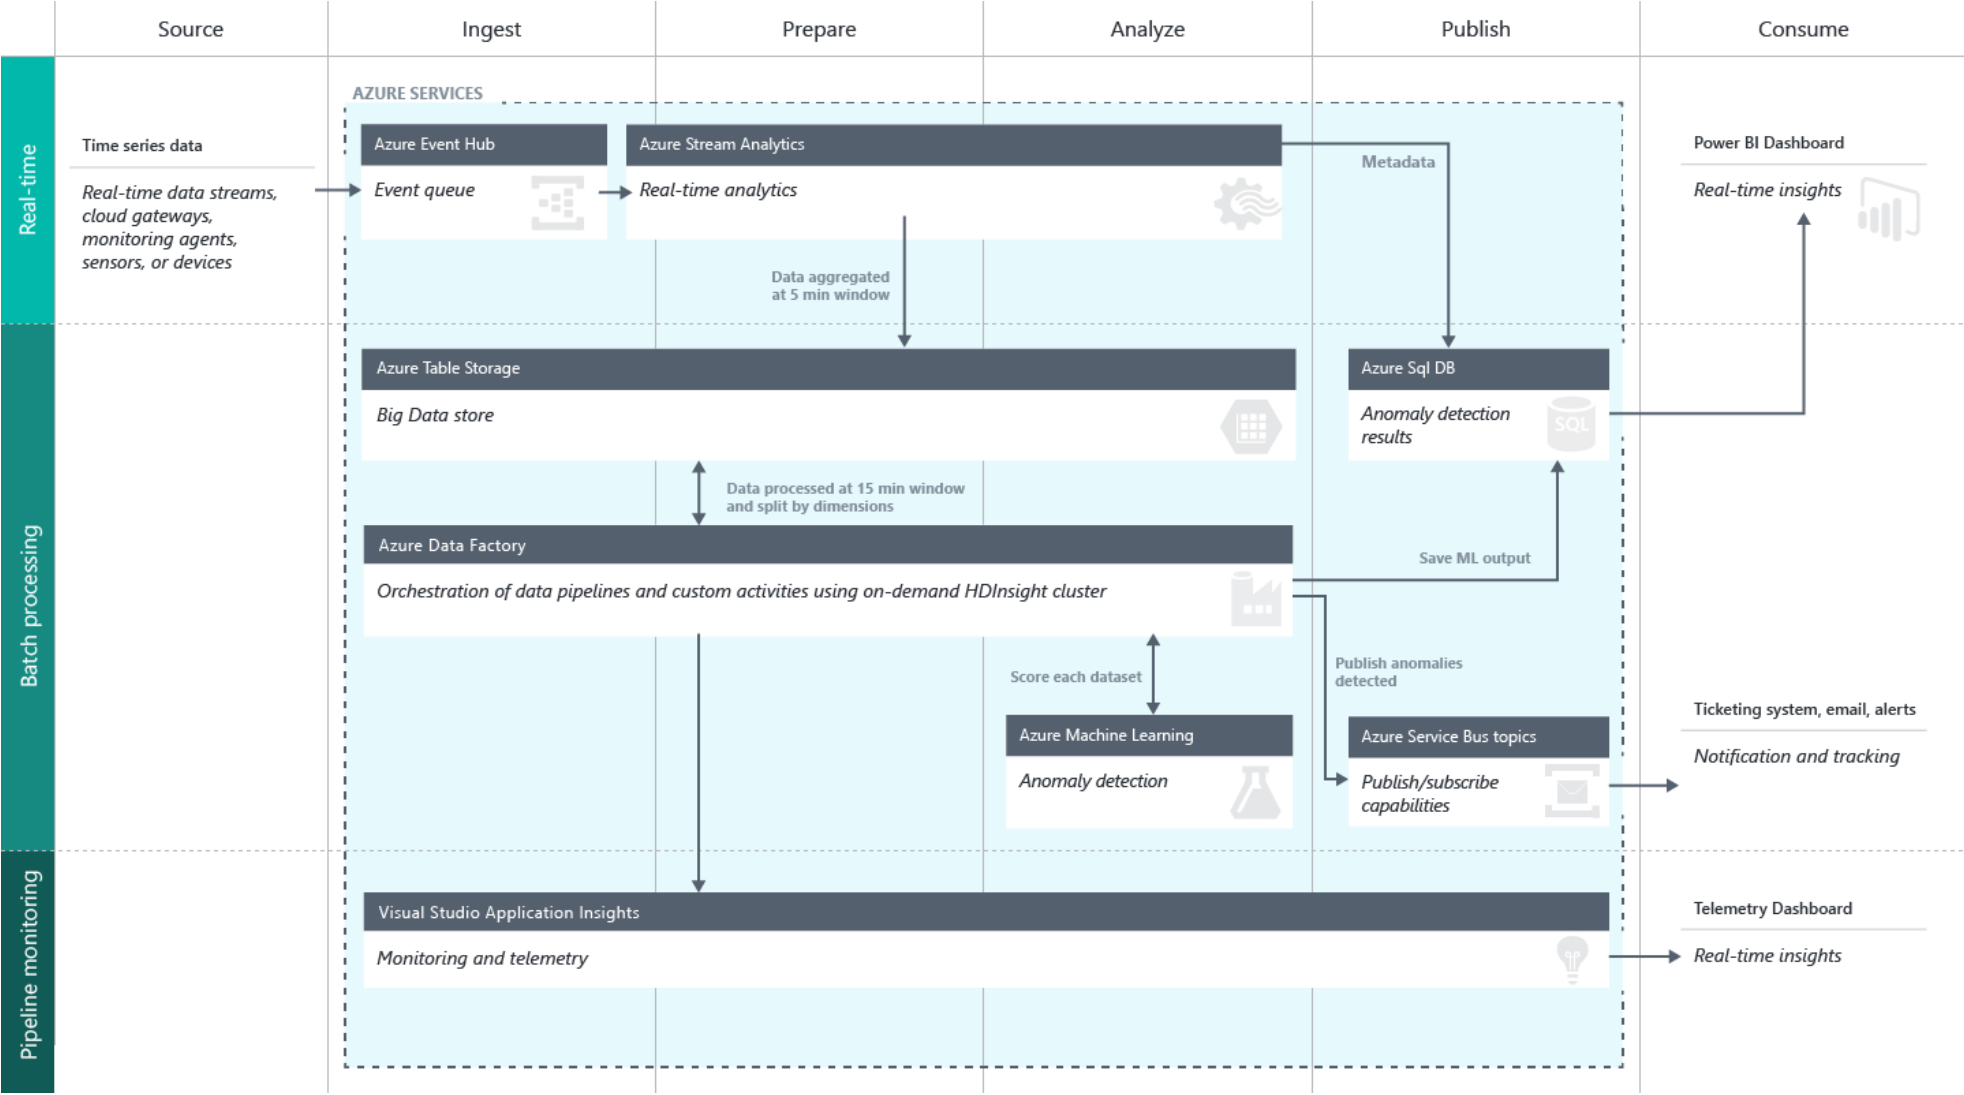 Source
Ingest
Prepare
Analyze
Publish
Consume
Real-time
AZURE SERVICES
Time series data
Real-time data streams,
cloud gateways,
monitoring agents,
sensors, or devices
Azure Event Hub
Event queue
Azure Stream Analytics
Real-time analytics
Metadata
Power BI Dashboard
Real-time insights
Data aggregated
at 5 min window
Batch processing
Azure Table Storage
Big Data store
Azure Sql DB
Anomaly detection
results
SQL
Data processed at 15 min window
and split by dimensions
Azure Data Factory
Orchestration of data pipelines and custom activities using on-demand HDInsight cluster
Save ML output
Score each dataset
Publish anomalies
detected
Azure Machine Learning
Anomaly detection
Azure Service Bus topics
Publish/subscribe
capabilities
Ticketing system, email, alerts
Notification and tracking
Pipeline monitoring
Visual Studio Application Insights
Monitoring and telemetry
Telemetry Dashboard
Real-time insights